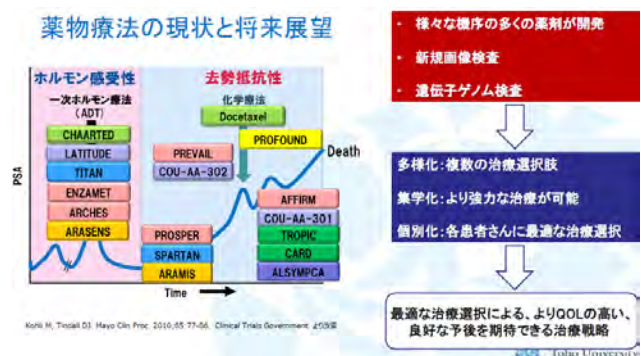 薬物療法の現状と将来展望
ホルモン感受性
去勢抵抗性
一次ホルモン療法
(ADT)
化学療法
Docetaxel
CHAARTED
LATITUDE
TITAN
ENZAMET
ARCHES
ARASENS
PROFOUND
PREVAIL
COU-AA-302
Death
PSA
PROSPER
SPARTAN
ARAMIS
AFFIRM
COU-AA-301
TROPIC
CARD
ALSYMPCA
Time
Kohli M, Tindall DJ. Mayo Clin Proc. 2010;85:77-86. Clinical Trials Government より改変
・ 様々な機序の多くの薬剤が開発
・ 新規画像検査
・ 遺伝子ゲノム検査
多様化:複数の治療選択肢
集学化:より強力な治療が可能
個別化:各患者さんに最適な治療選択
最適な治療選択による、よりQOLの高い、
良好な予後を期待できる治療戦略
Toho University